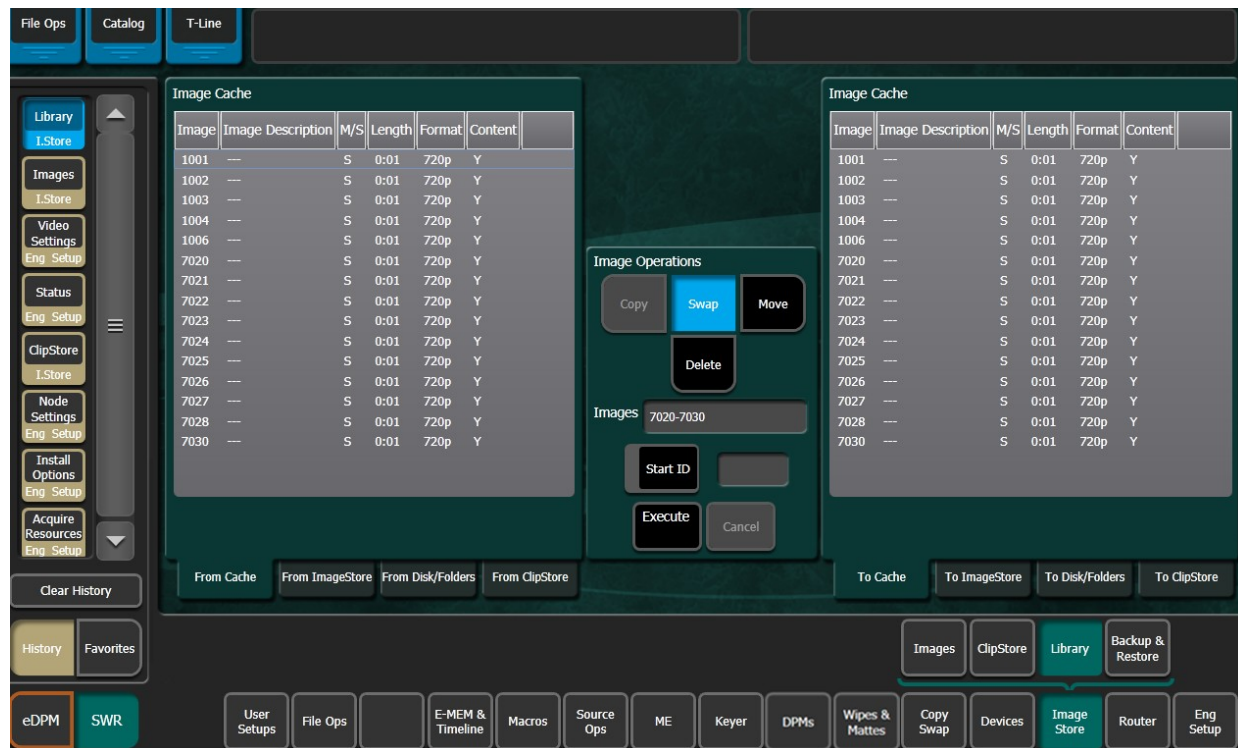 File Ops
Catalog
T-Line
Library
I.Store
Images
I.Store
Video
Settings
Eng Setup
Status
Eng Setup
ClipStore
I.Store
Node
Settings
Eng Setup
Install
Options
Eng Setup
Acquire
Resources
Eng Setup
Clear History
History Favorites
Image Cache
Image Image Description M/S Length Format Content
1001 --- S 0:01 720p Y
1002 --- S 0:01 720p Y
1003 --- S 0:01 720p Y
1004 --- S 0:01 720p Y
1006 --- S 0:01 720p Y
7020 --- S 0:01 720p Y
7021 --- S 0:01 720p Y
7022 --- S 0:01 720p Y
7023 --- S 0:01 720p Y
7024 --- S 0:01 720p Y
7025 --- S 0:01 720p Y
7026 --- S 0:01 720p Y
7027 --- S 0:01 720p Y
7028 --- S 0:01 720p Y
7030 --- S 0:01 720p Y
From Cache From ImageStore From Disk/Folders From ClipStore
Image Operations
Copy Swap Move
Delete
Images 7020-7030
Start ID
Execute Cancel
Image Cache
Image Image Description M/S Length Format Content
1001 --- S 0:01 720p Y
1002 --- S 0:01 720p Y
1003 --- S 0:01 720p Y
1004 --- S 0:01 720p Y
1006 --- S 0:01 720p Y
7020 --- S 0:01 720p Y
7021 --- S 0:01 720p Y
7022 --- S 0:01 720p Y
7023 --- S 0:01 720p Y
7024 --- S 0:01 720p Y
7025 --- S 0:01 720p Y
7026 --- S 0:01 720p Y
7027 --- S 0:01 720p Y
7028 --- S 0:01 720p Y
7030 --- S 0:01 720p Y
To Cache To ImageStore To Disk/Folders To ClipStore
Images
ClipStore
Library
Backup &
Restore
eDPM
SWR
User
Setups
File Ops
E-MEM &
Timeline
Macros
Source
Ops
ME
Keyer
DPMs
Wipes &
Mattes
Copy
Swap
Devices
Image
Store
Router
Eng
Setup